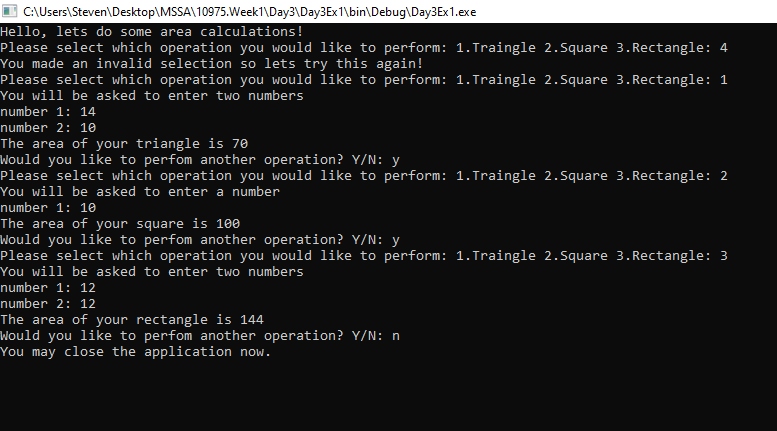 C:\Users\Steven\Desktop\MSSA\10975.Week1\Day3\Day3Ex1\bin\Debug\Day3Ex1.exe
Hello, lets do some area calculations!
Please select which operation you would like to perform: 1.Traingle 2.Square 3.Rectangle: 4
You made an invalid selection so lets try this again!
Please select which operation you would like to perform: 1.Traingle 2.Square 3.Rectangle: 1
You will be asked to enter two numbers
number 1: 14
number 2: 10
The area of your triangle is 70
Would you like to perfom another operation? Y/N: y
Please select which operation you would like to perform: 1.Traingle 2.Square 3.Rectangle: 2
You will be asked to enter a number
number 1: 10
The area of your square is 100
Would you like to perfom another operation? Y/N: y
Please select which operation you would like to perform: 1.Traingle 2.Square 3.Rectangle: 3
You will be asked to enter two numbers
number 1: 12
number 2: 12
The area of your rectangle is 144
Would you like to perfom another operation? Y/N: n
You may close the application now.